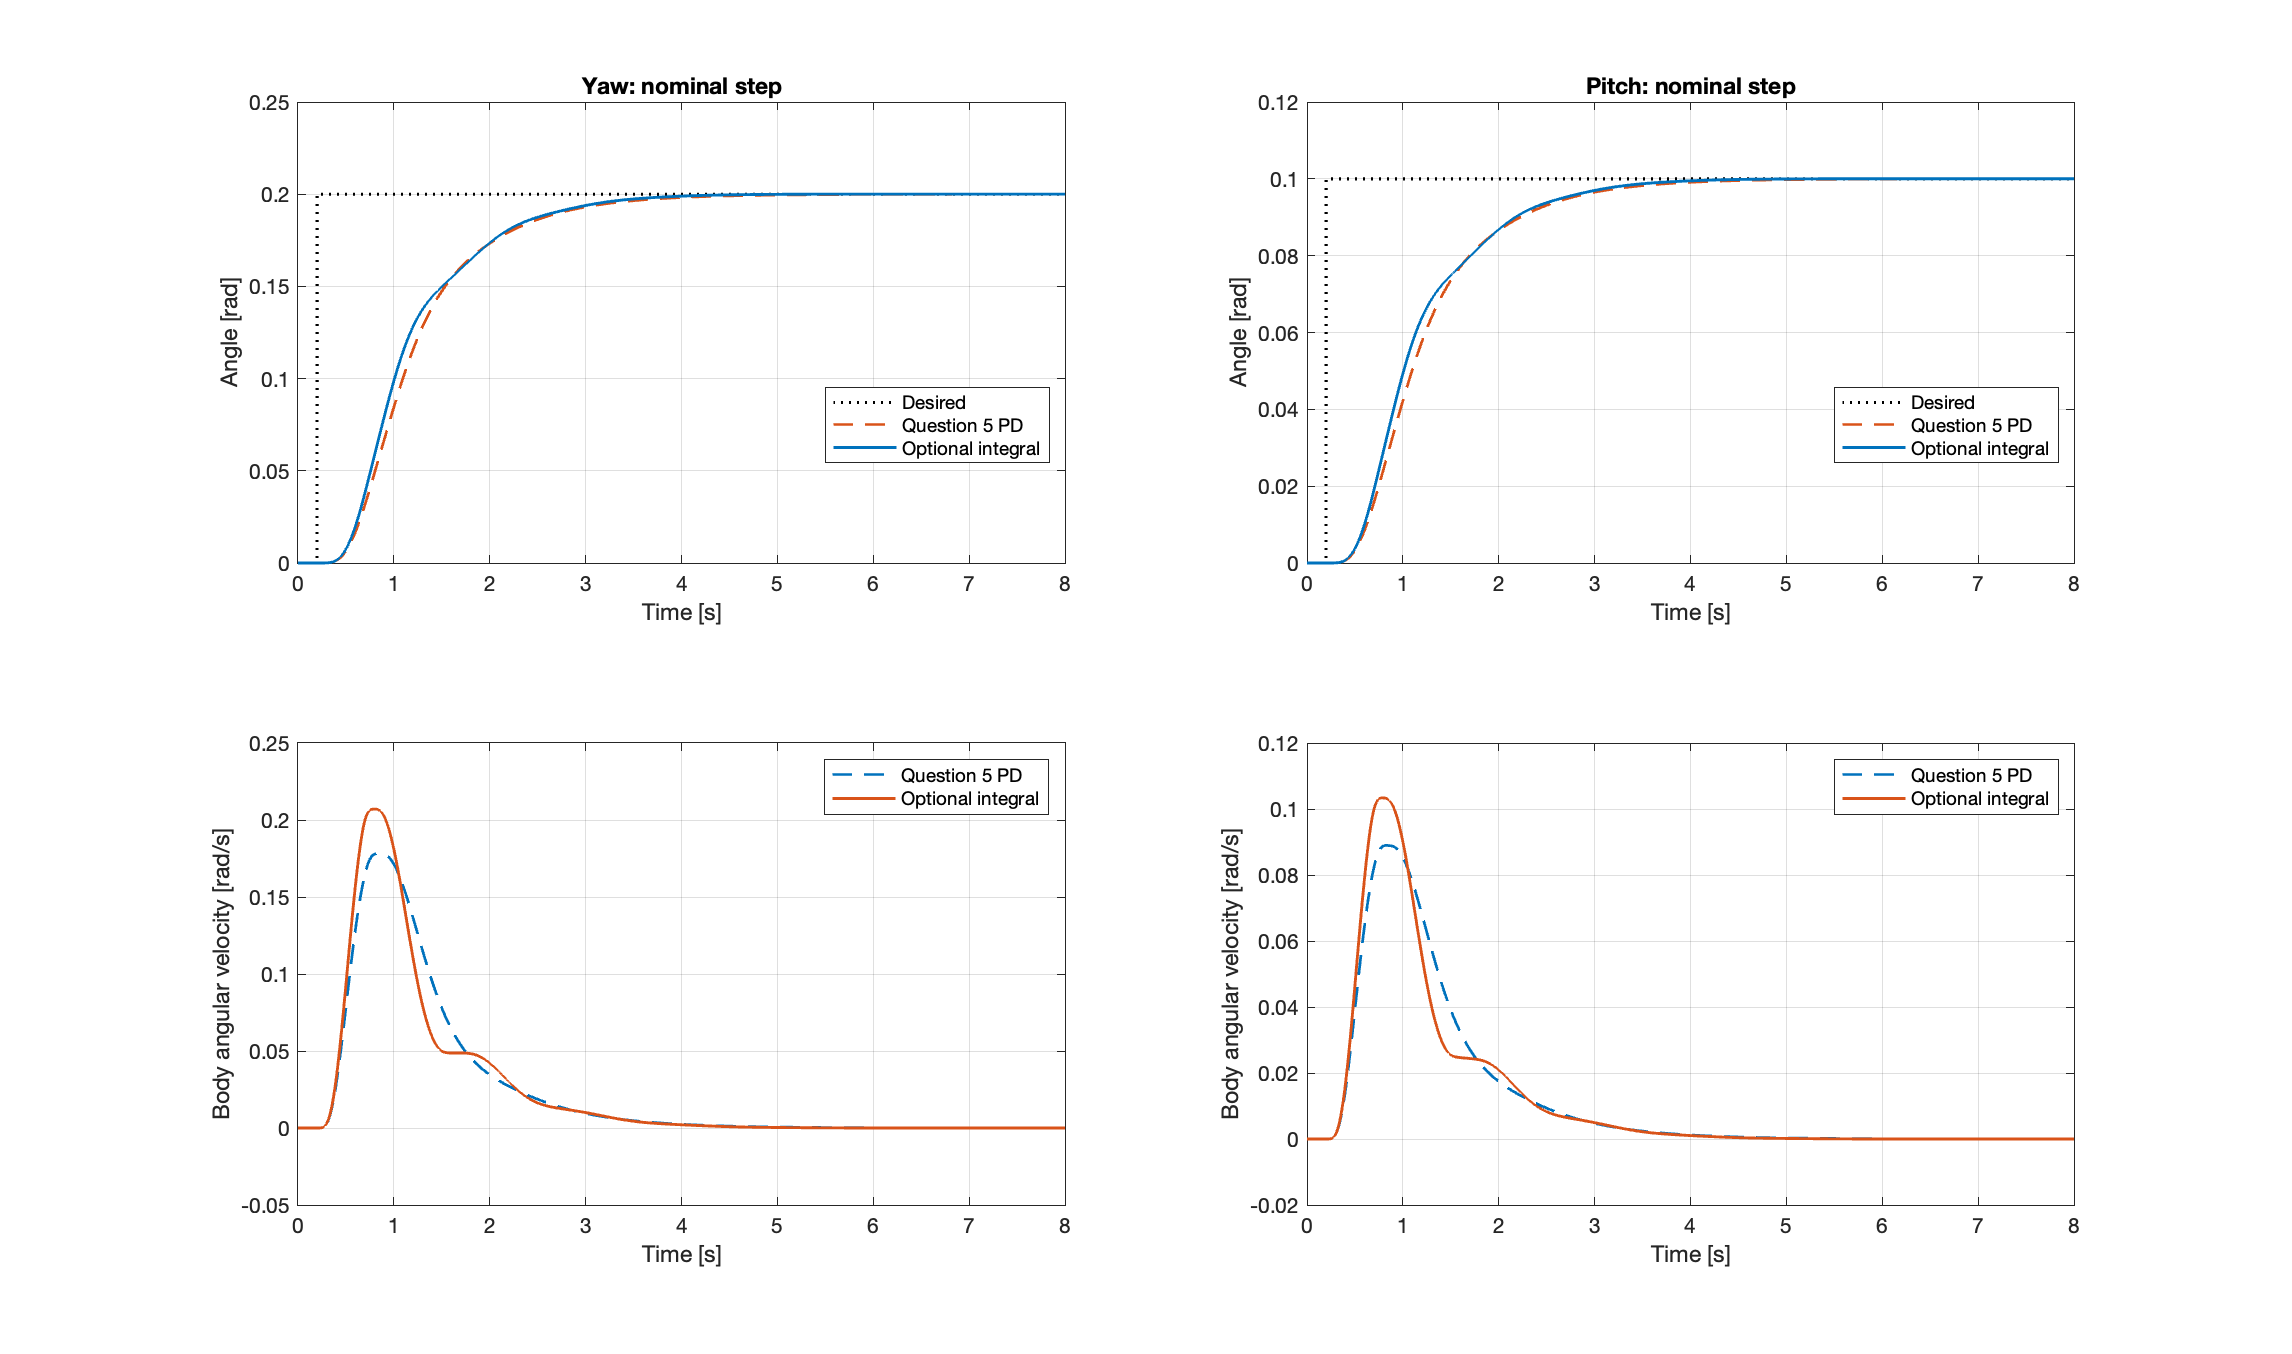 Yaw: nominal step
0.25
0.2
0.15
0.1
0.05
0
Angle [rad]
Desired
Question 5 PD
Optional integral
0 1 2 3 4 5 6 7 8
Time [s]
Pitch: nominal step
0.12
0.1
0.08
0.06
0.04
0.02
0
Angle [rad]
Desired
Question 5 PD
Optional integral
0 1 2 3 4 5 6 7 8
Time [s]
0.25
0.2
0.15
0.1
0.05
0
-0.05
Body angular velocity [rad/s]
Question 5 PD
Optional integral
0 1 2 3 4 5 6 7 8
Time [s]
0.12
0.1
0.08
0.06
0.04
0.02
0
-0.02
Body angular velocity [rad/s]
Question 5 PD
Optional integral
0 1 2 3 4 5 6 7 8
Time [s]